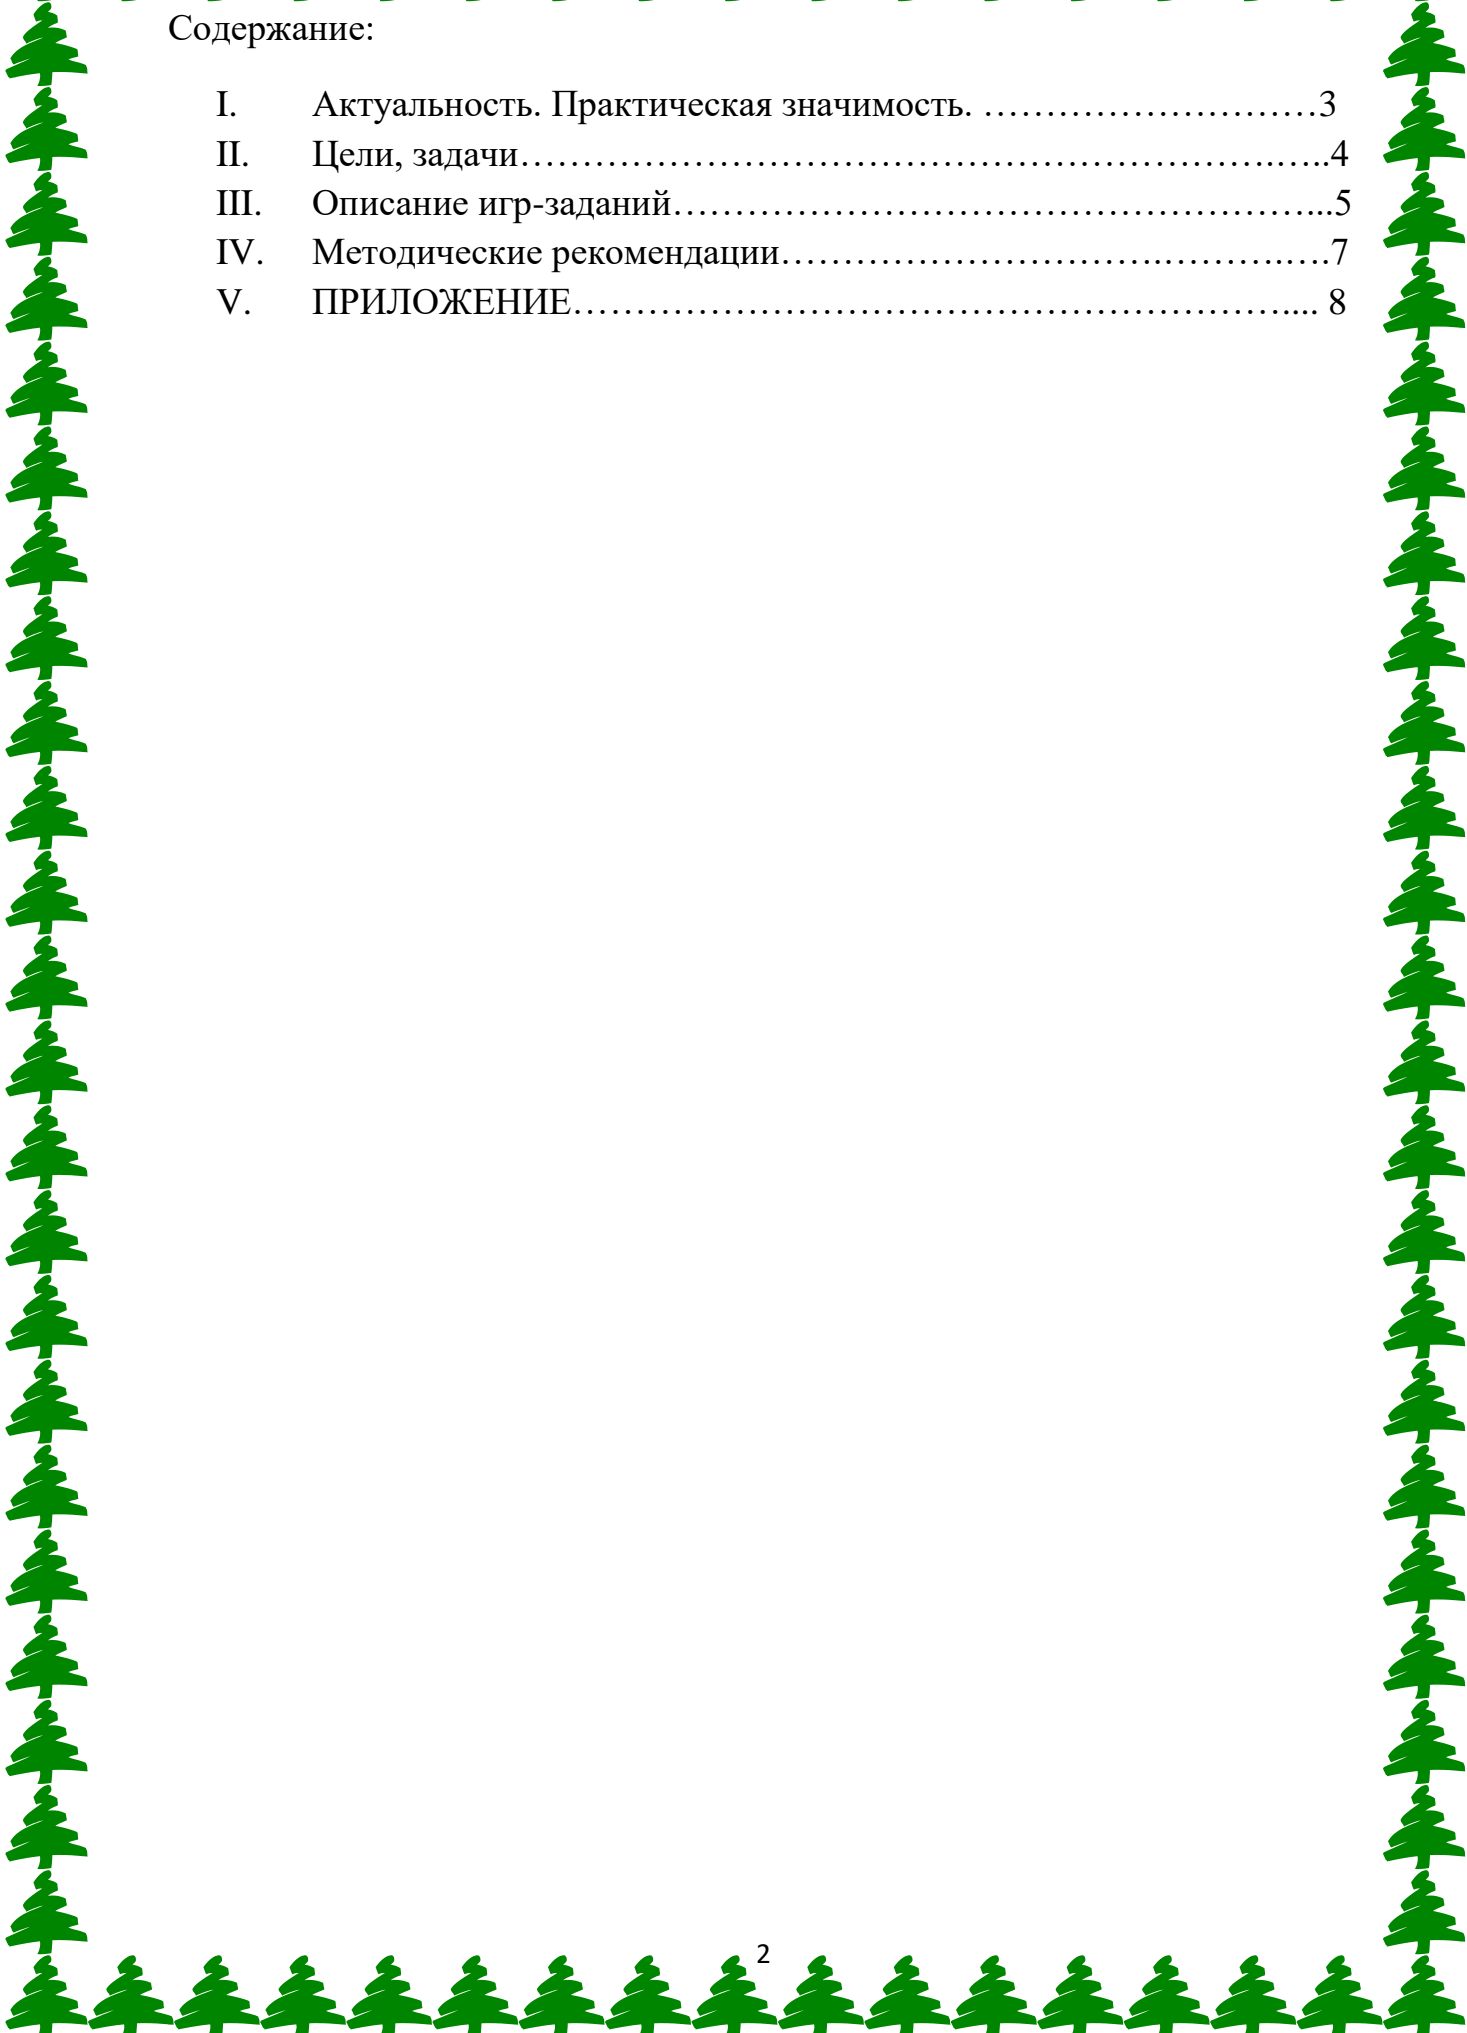 Содержание:
I. Актуальность. Практическая значимость. ………………………3
II. Цели, задачи…………………………………………………….…..4
III. Описание игр-заданий……………………………………………...5
IV. Методические рекомендации………………………….……….….7
V. ПРИЛОЖЕНИЕ………………………………………………….... 8
2